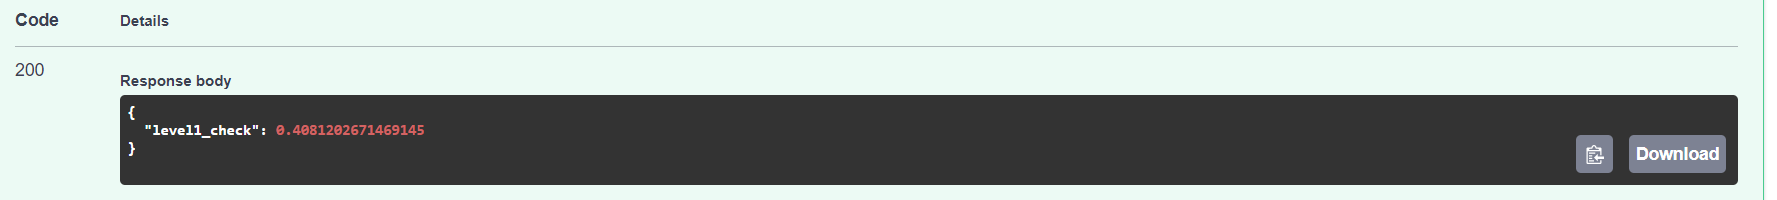 Code Details
200
Response body
{
"level1_check": 0.4081202671469145
}
Download